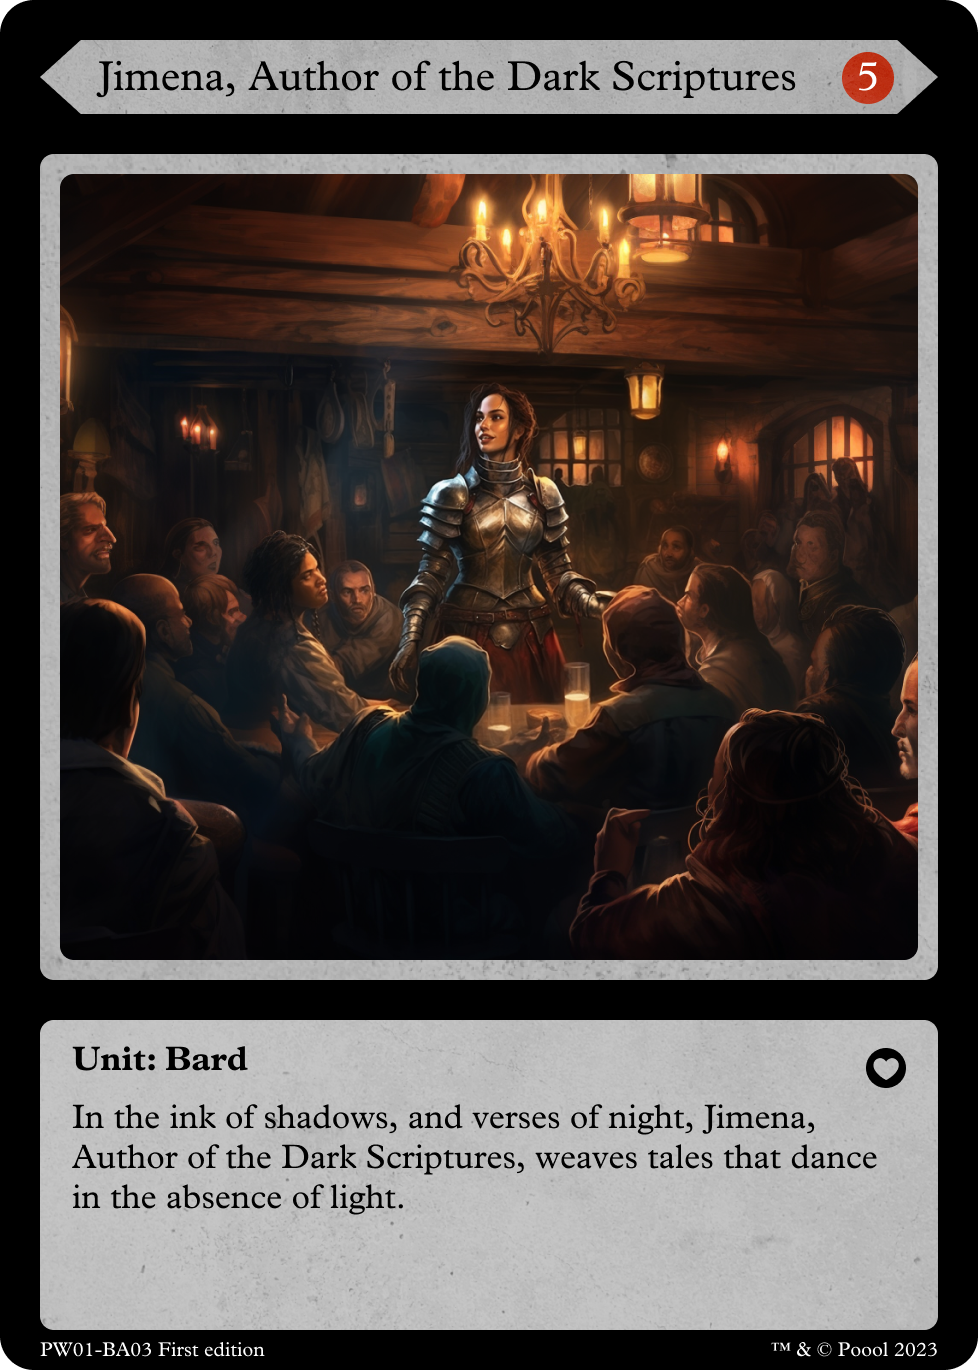 Jimena, Author of the Dark Scriptures 5
Unit: Bard
In the ink of shadows, and verses of night, Jimena,
Author of the Dark Scriptures, weaves tales that dance
in the absence of light.
PW01-BA03 First edition ™ & © Poool 2023